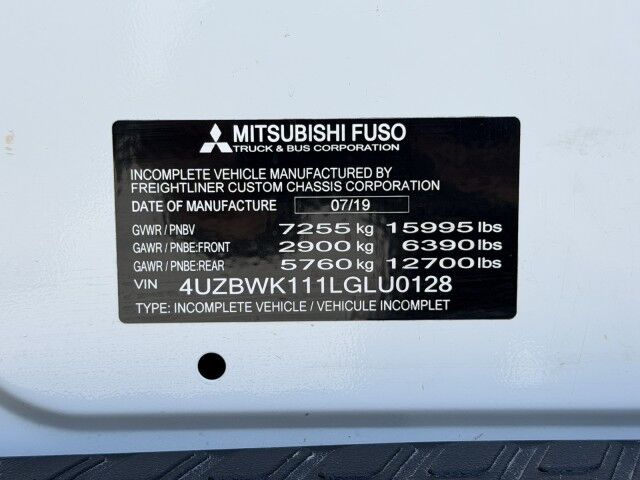 MITSUBISHI FUSO
TRUCK & BUS CORPORATION
INCOMPLETE VEHICLE MANUFACTURED BY
FREIGHTLINER CUSTOM CHASSIS CORPORATION
DATE OF MANUFACTURE 07/19
GVWR / PNBV 7255 kg 15995 lbs
GAWR / PNBE:FRONT 2900 kg 6390 lbs
GAWR / PNBE:REAR 5760 kg 12700 lbs
VIN 4UZBWK111LGLU0128
TYPE: INCOMPLETE VEHICLE / VEHICULE INCOMPLET